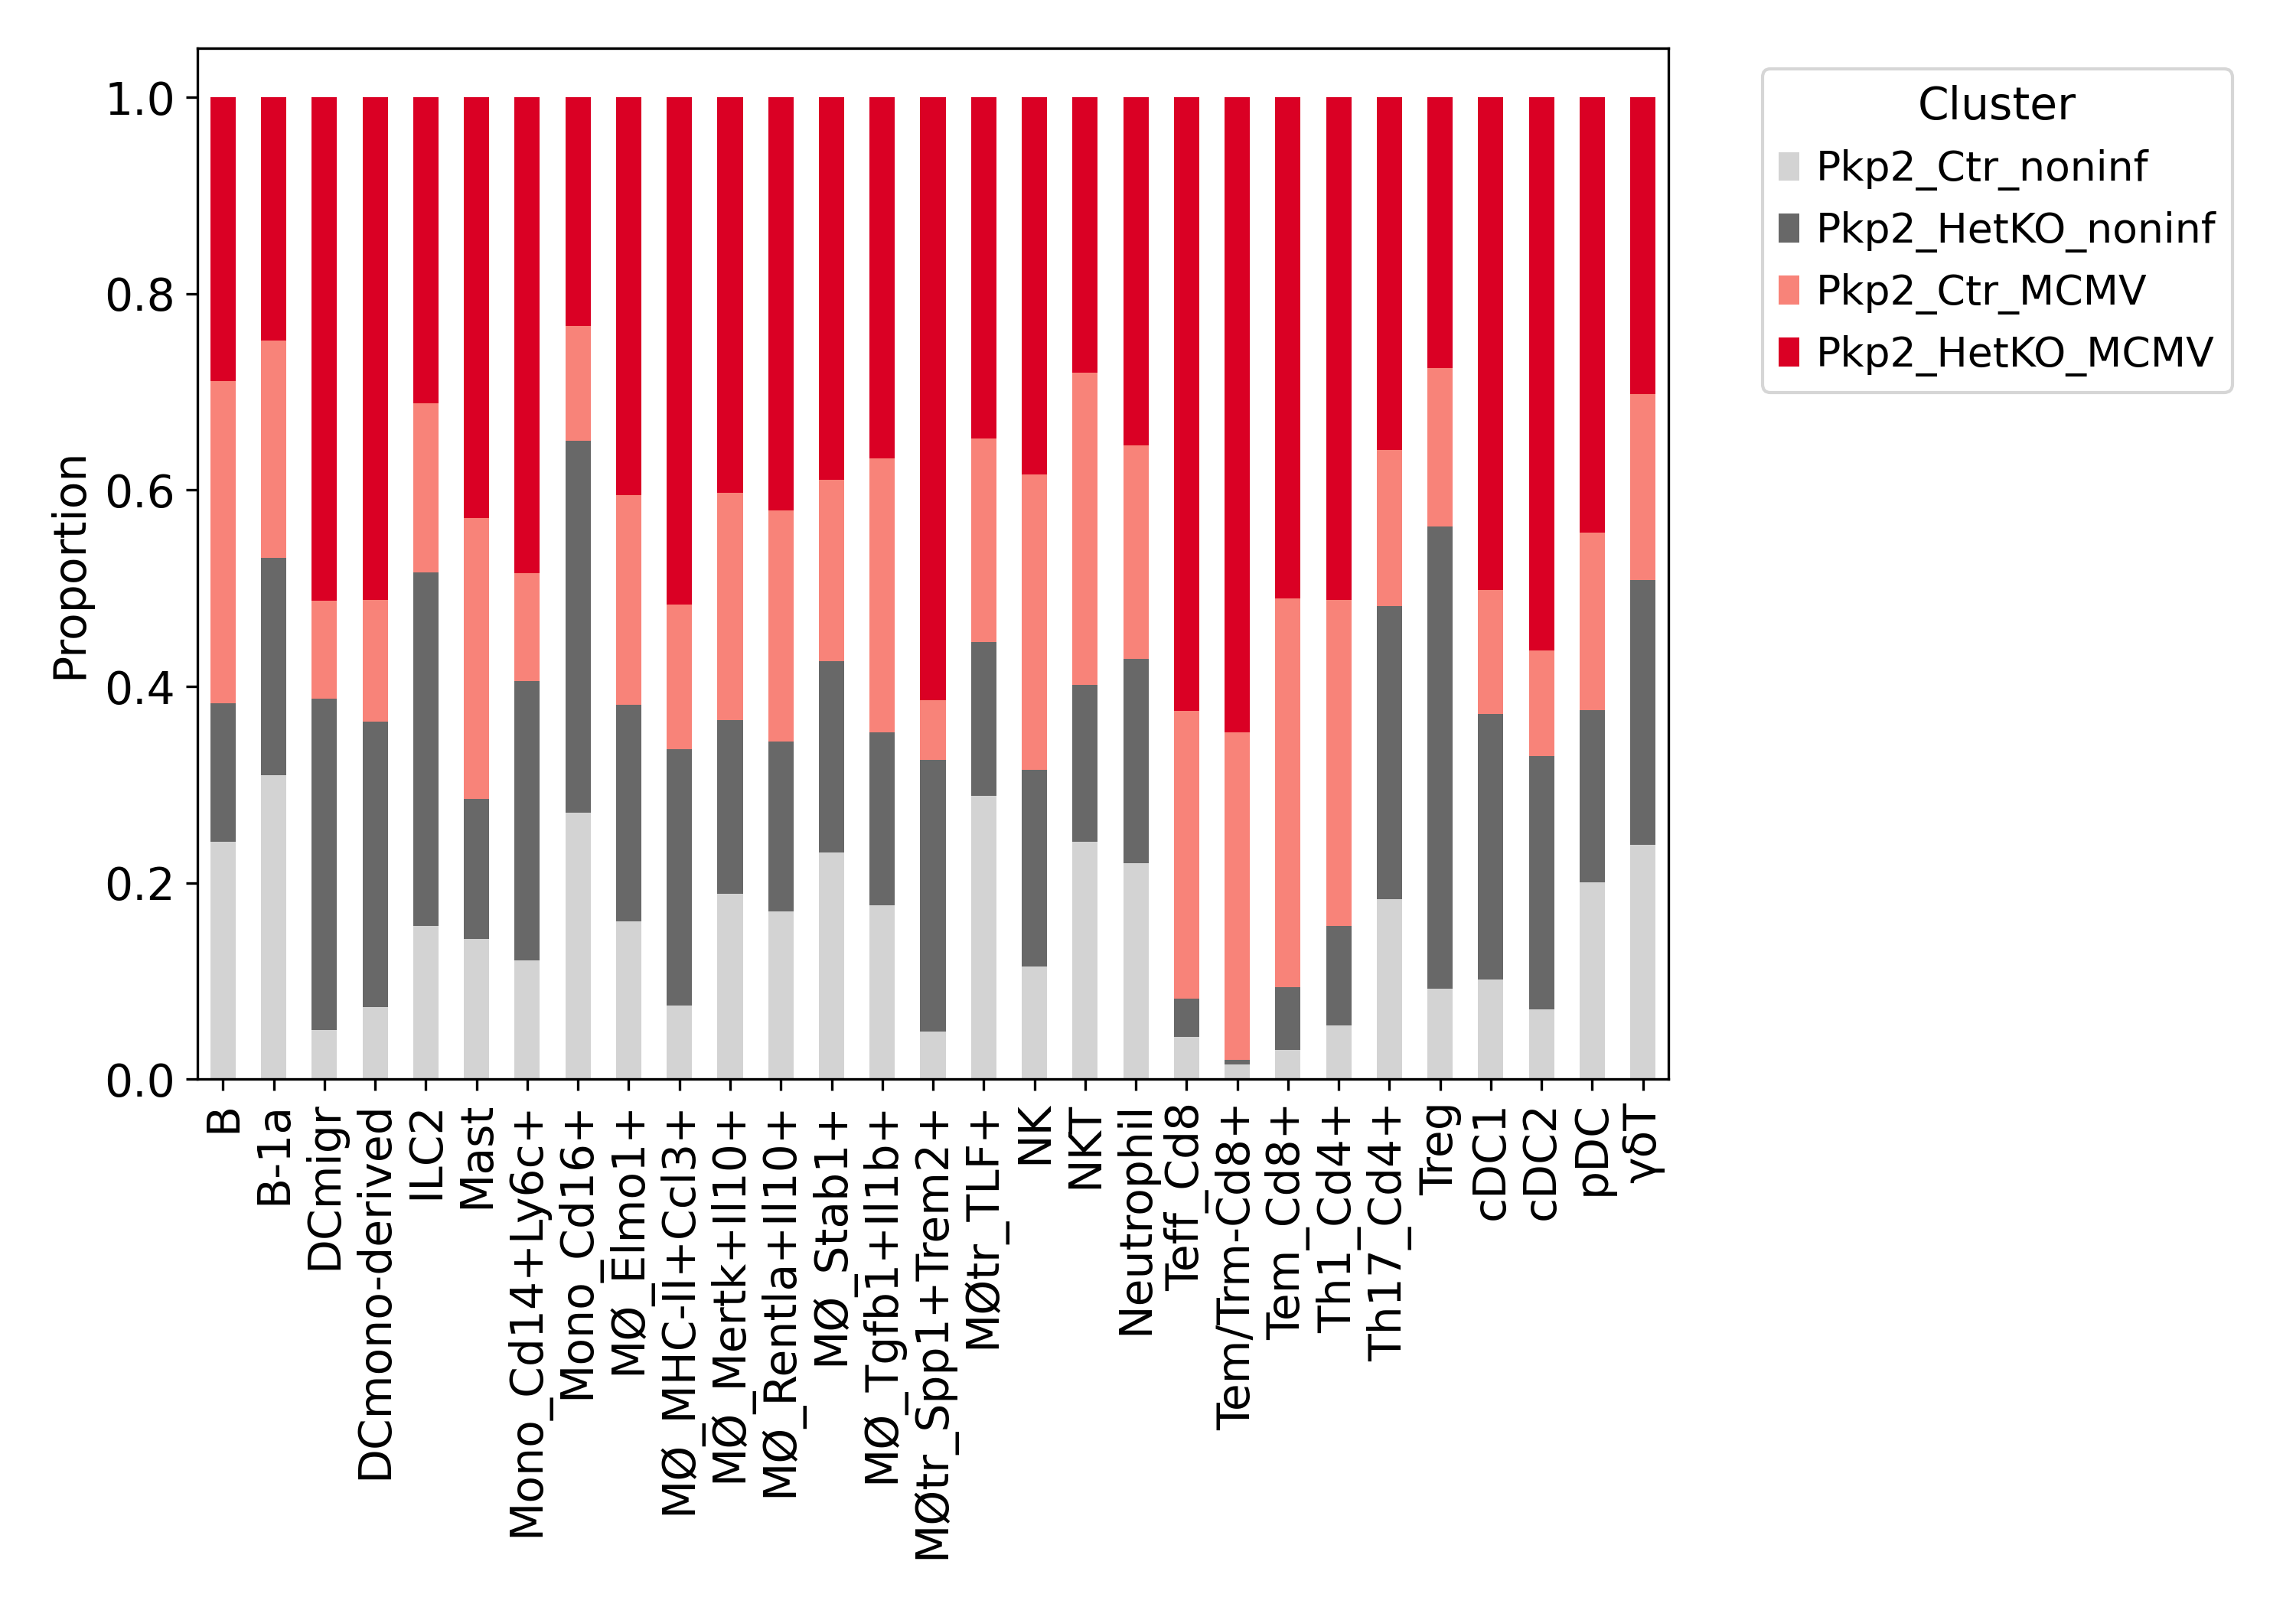 Cluster
Pkp2_Ctr_noninf
Pkp2_HetKO_noninf
Pkp2_Ctr_MCMV
Pkp2_HetKO_MCMV
Proportion
1.0
0.8
0.6
0.4
0.2
0.0
B
B-1a
DCmigr
DCmono-derived
ILC2
Mast
Mono_Cd14+Ly6c+
Mono_Cd16+
MØ_Elmo1+
MØ_MHC-II+Ccl3+
MØ_Mertk+Il10+
MØ_Rentla+Il10+
MØ_Stab1+
MØ_Tgfb1+Il1b+
MØtr_Spp1+Trem2+
MØtr_TLF+
NK
NKT
Neutrophil
Teff_Cd8
Tem/Trm-Cd8+
Tem_Cd8+
Th1_Cd4+
Th17_Cd4+
Treg
cDC1
cDC2
pDC
γδT